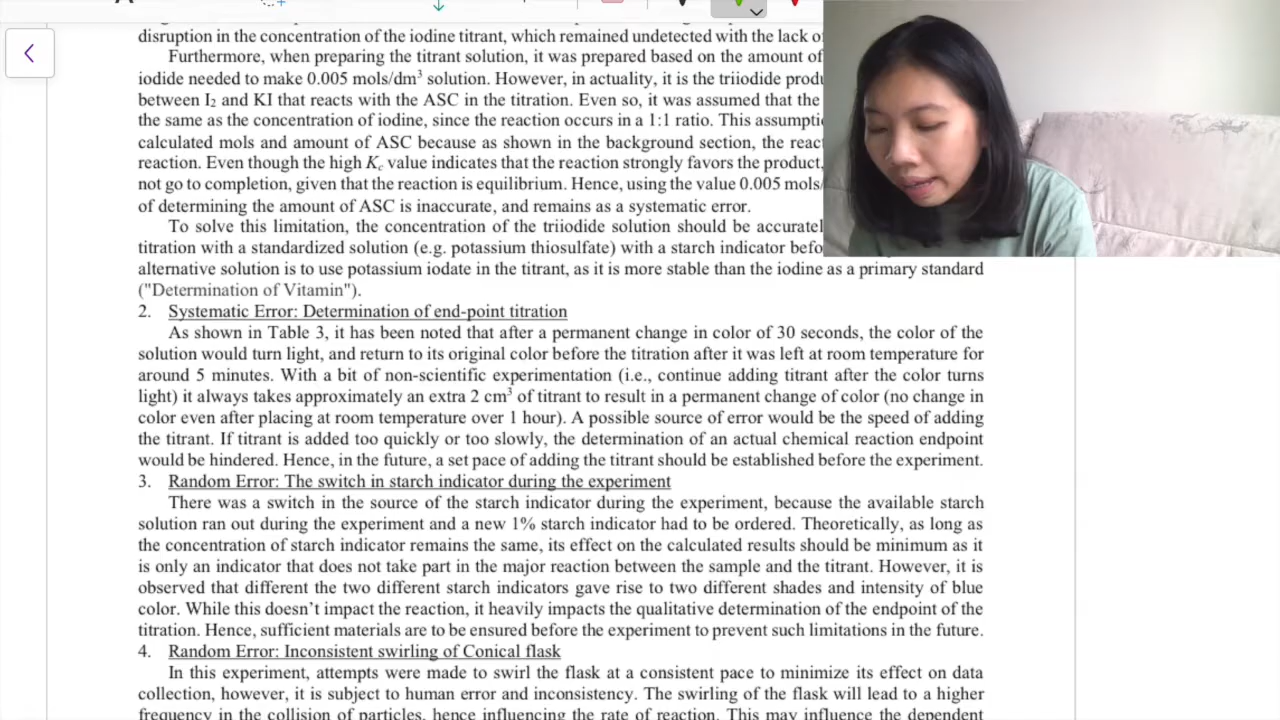 disruption in the concentration of the iodine titrant, which remained undetected with the lack
Furthermore, when preparing the titrant solution, it was prepared based on the amount of
iodide needed to make 0.005 mols/dm³ solution. However, in actuality, it is the triiodide
between I₂ and KI that reacts with the ASC in the titration. Even so, it was assumed that the
the same as the concentration of iodine, since the reaction occurs in a 1:1 ratio. This
calculated mols and amount of ASC because as shown in the background section, the
reaction. Even though the high K꜀ value indicates that the reaction strongly favors the product,
not go to completion, given that the reaction is equilibrium. Hence, using the value 0.005 mols/
of determining the amount of ASC is inaccurate, and remains as a systematic error.
To solve this limitation, the concentration of the triiodide solution should be
titration with a standardized solution (e.g. potassium thiosulfate) with a starch indicator
alternative solution is to use potassium iodate in the titrant, as it is more stable than the iodine as a primary standard
("Determination of Vitamin").
2. Systematic Error: Determination of end-point titration
As shown in Table 3, it has been noted that after a permanent change in color of 30 seconds, the color of the
solution would turn light, and return to its original color before the titration after it was left at room temperature for
around 5 minutes. With a bit of non-scientific experimentation (i.e., continue adding titrant after the color turns
light) it always takes approximately an extra 2 cm³ of titrant to result in a permanent change of color (no change in
color even after placing at room temperature over 1 hour). A possible source of error would be the speed of adding
the titrant. If titrant is added too quickly or too slowly, the determination of an actual chemical reaction endpoint
would be hindered. Hence, in the future, a set pace of adding the titrant should be established before the experiment.
3. Random Error: The switch in starch indicator during the experiment
There was a switch in the source of the starch indicator during the experiment, because the available starch
solution ran out during the experiment and a new 1% starch indicator had to be ordered. Theoretically, as long as
the concentration of starch indicator remains the same, its effect on the calculated results should be minimum as it
is only an indicator that does not take part in the major reaction between the sample and the titrant. However, it is
observed that different the two different starch indicators gave rise to two different shades and intensity of blue
color. While this doesn't impact the reaction, it heavily impacts the qualitative determination of the endpoint of the
titration. Hence, sufficient materials are to be ensured before the experiment to prevent such limitations in the future.
4. Random Error: Inconsistent swirling of Conical flask
In this experiment, attempts were made to swirl the flask at a consistent pace to minimize its effect on data
collection, however, it is subject to human error and inconsistency. The swirling of the flask will lead to a higher
frequency in the collision of particles, hence influencing the rate of reaction. This may influence the dependent